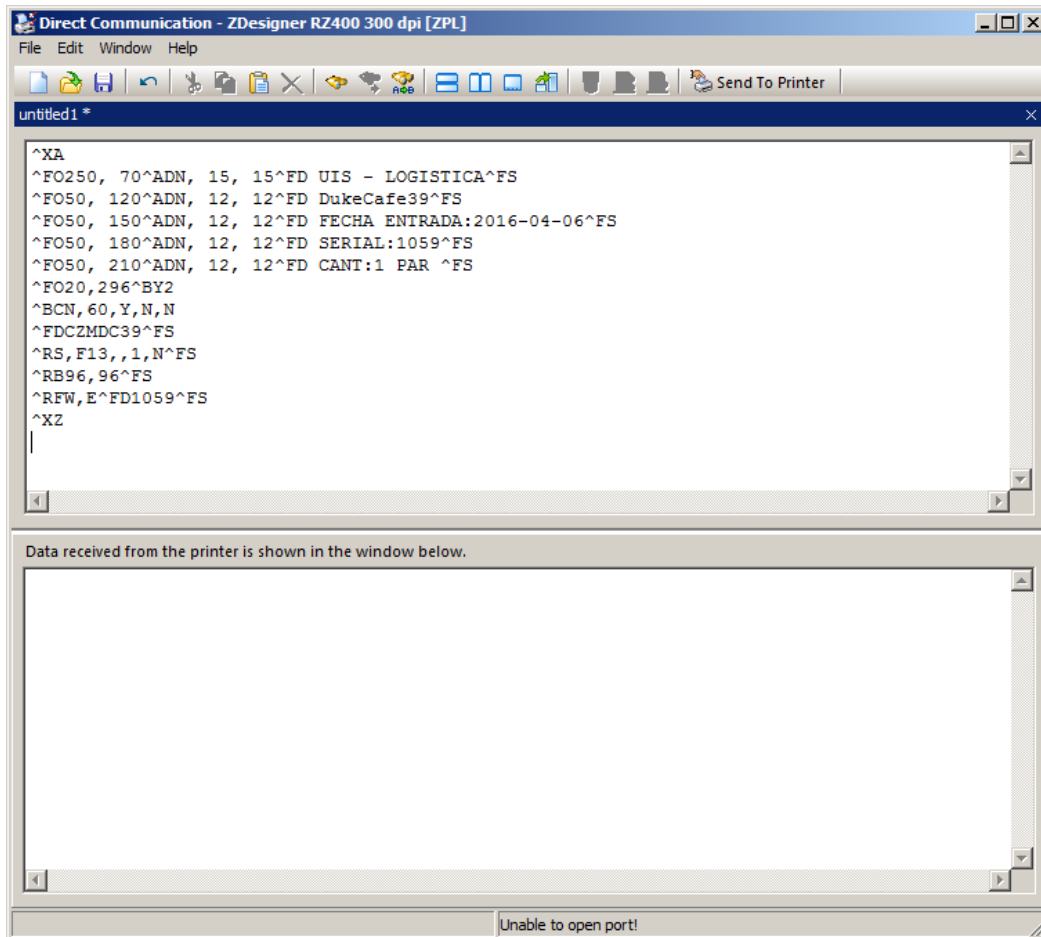 Direct Communication - ZDesigner RZ400 300 dpi [ZPL]
File Edit Window Help
Send To Printer
untitled1 *
^XA
^FO250, 70^ADN, 15, 15^FD UIS - LOGISTICA^FS
^FO50, 120^ADN, 12, 12^FD DukeCafe39^FS
^FO50, 150^ADN, 12, 12^FD FECHA ENTRADA:2016-04-06^FS
^FO50, 180^ADN, 12, 12^FD SERIAL:1059^FS
^FO50, 210^ADN, 12, 12^FD CANT:1 PAR ^FS
^FO20,296^BY2
^BCN,60,Y,N,N
^FDCZMDC39^FS
^RS,F13,,1,N^FS
^RB96,96^FS
^RFW,E^FD1059^FS
^XZ
Data received from the printer is shown in the window below.
Unable to open port!